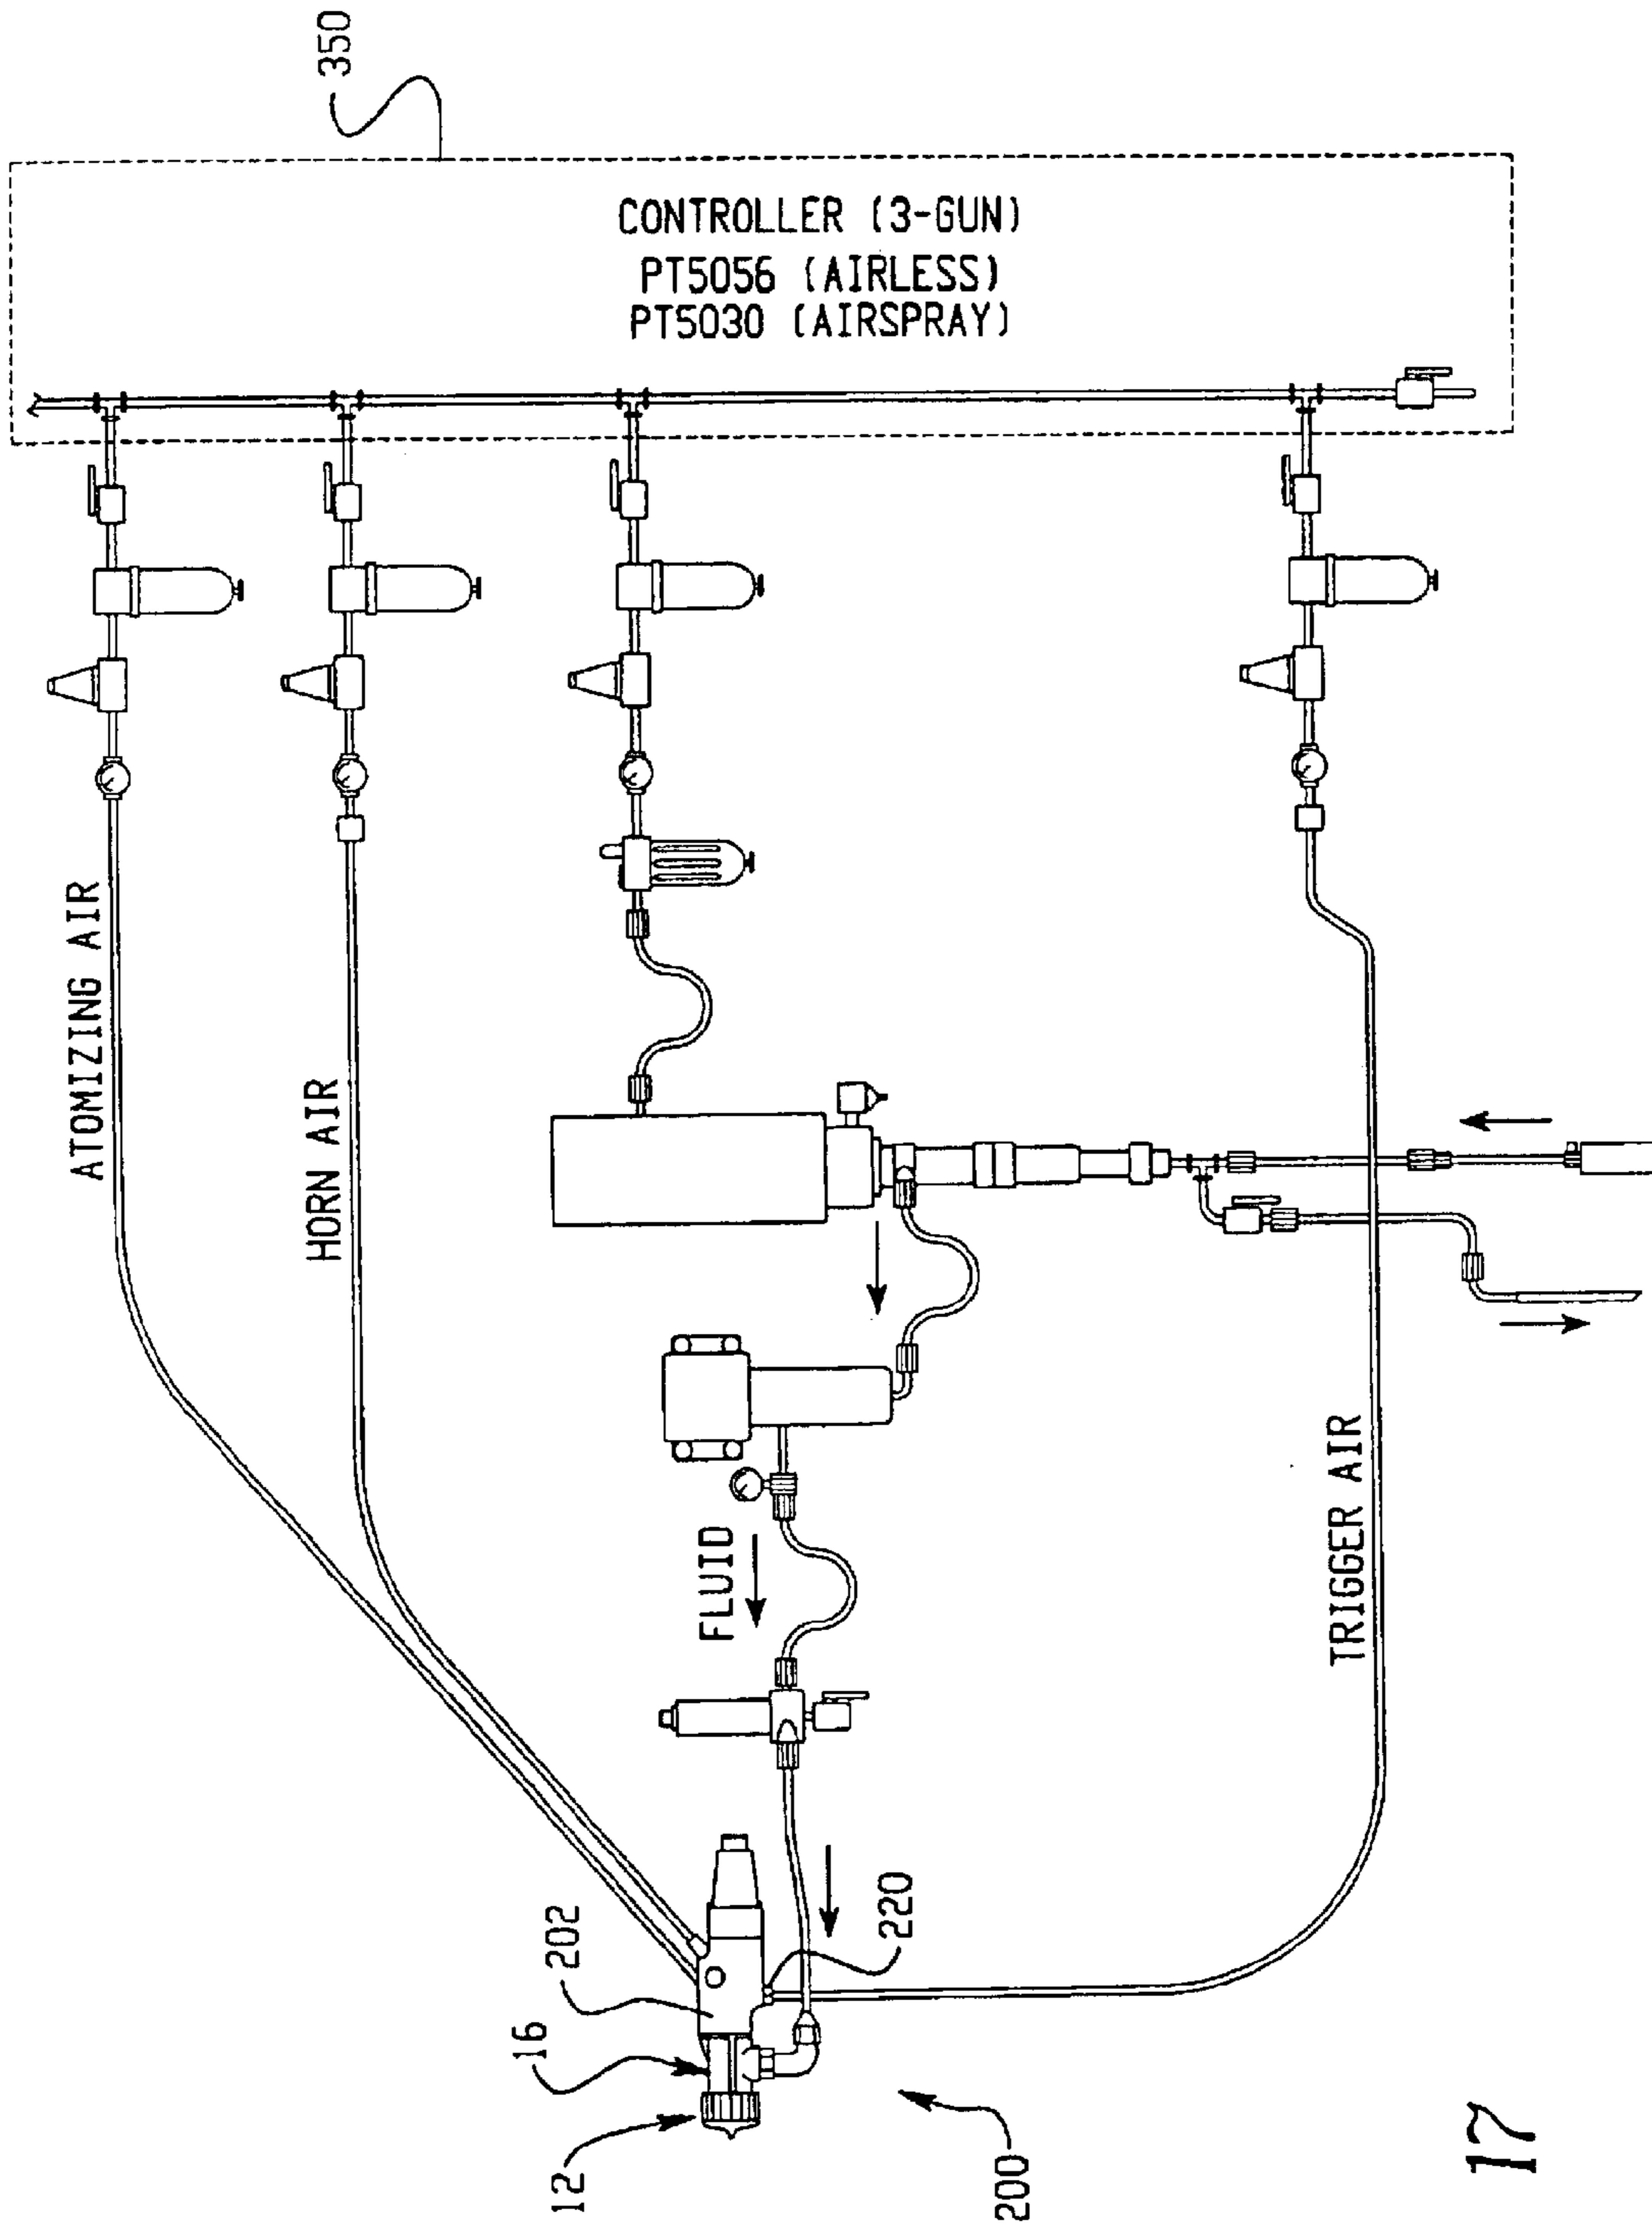 350
CONTROLLER (3-GUN)
PT5056 (AIRLESS)
PT5030 (AIRSPRAY)
ATOMIZING AIR
HORN AIR
FLUID
TRIGGER AIR
202
16
12
220
200
17